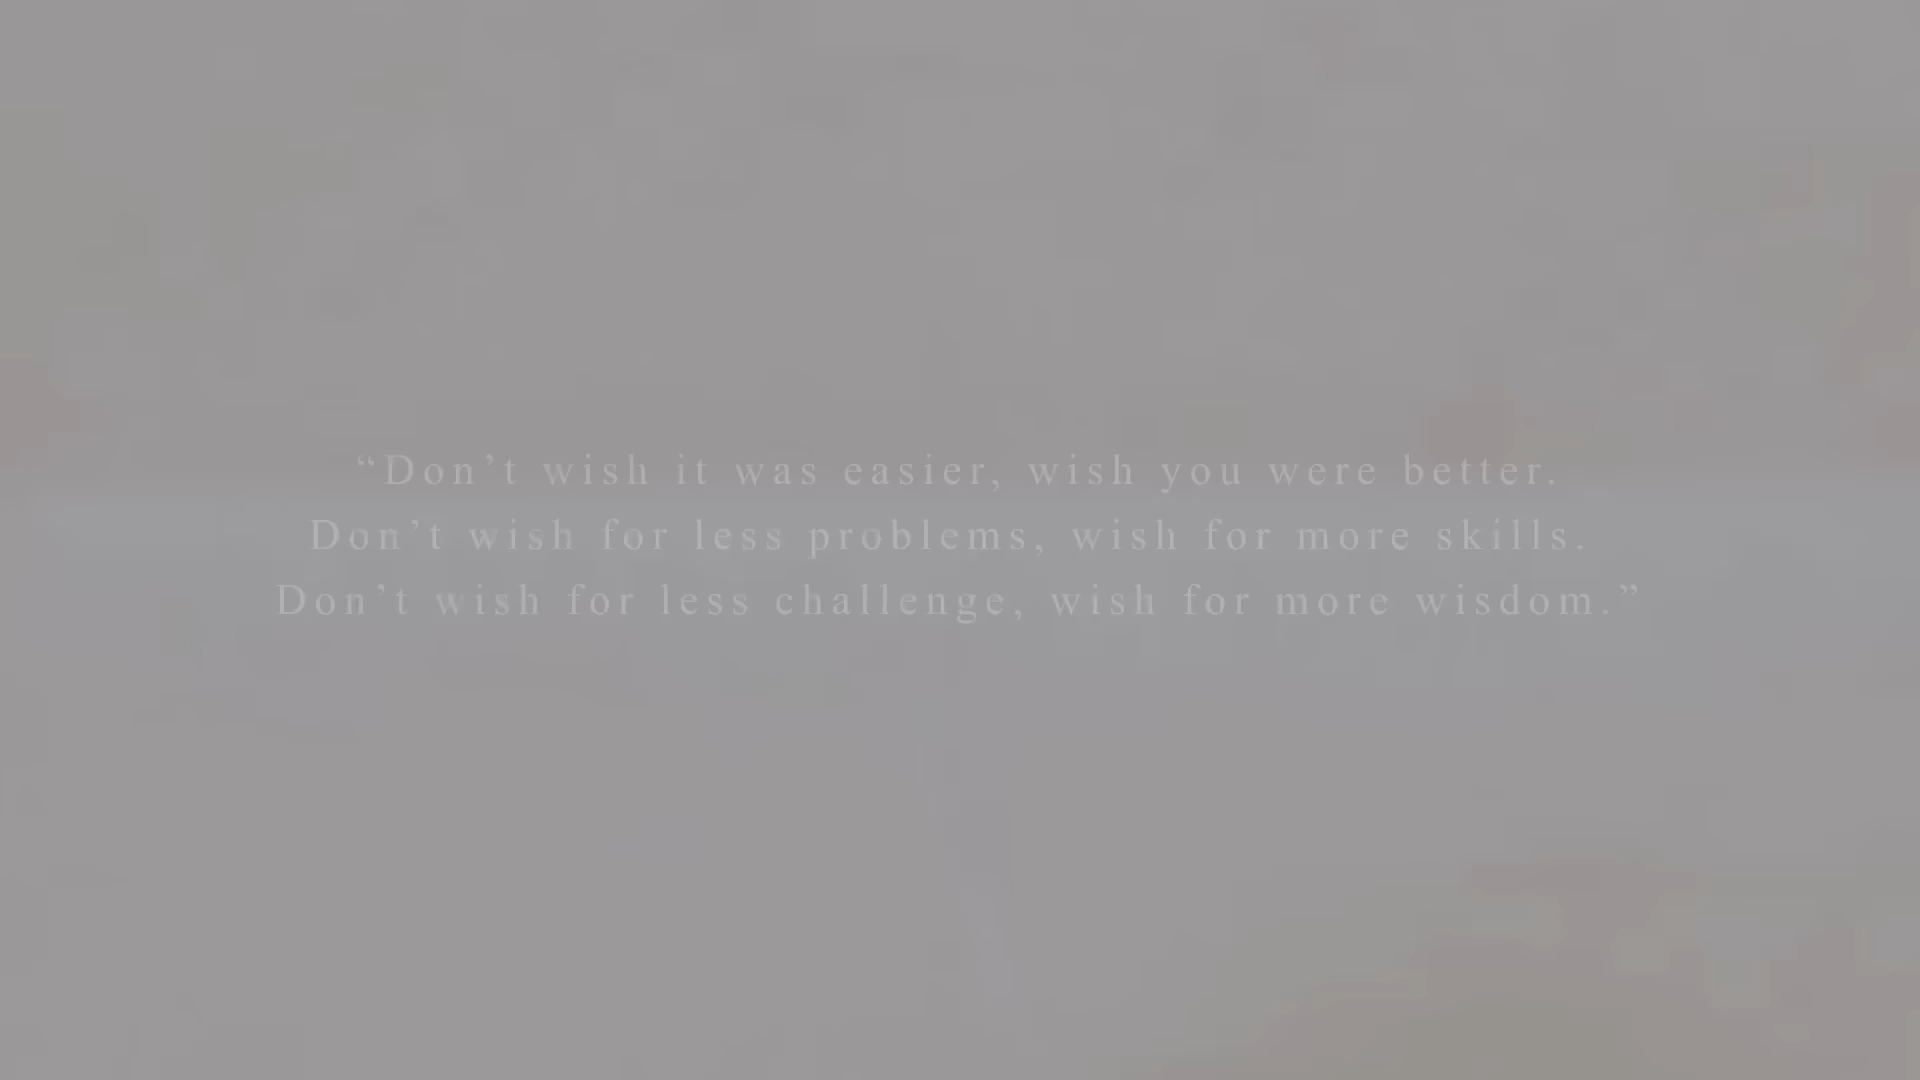 “Don’t wish it was easier, wish you were better.
Don’t wish for less problems, wish for more skills.
Don’t wish for less challenge, wish for more wisdom.”